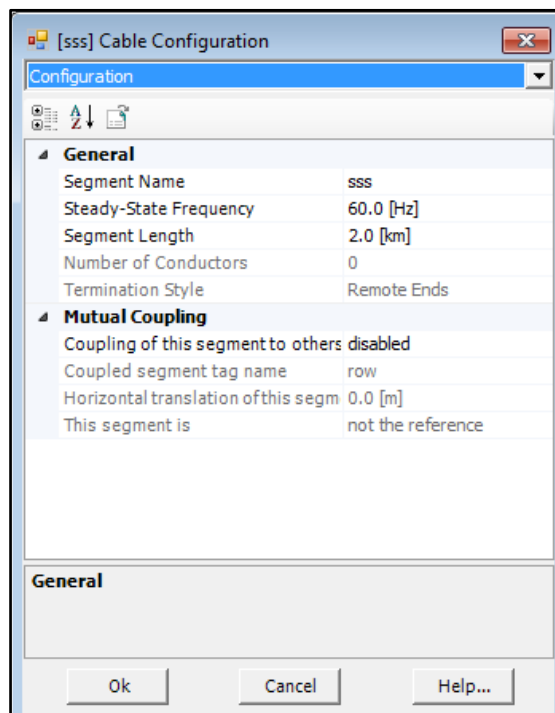 [sss] Cable Configuration
Configuration
General
Segment Name sss
Steady-State Frequency 60.0 [Hz]
Segment Length 2.0 [km]
Number of Conductors 0
Termination Style Remote Ends
Mutual Coupling
Coupling of this segment to others disabled
Coupled segment tag name row
Horizontal translation of this segm 0.0 [m]
This segment is not the reference
General
Ok Cancel Help...